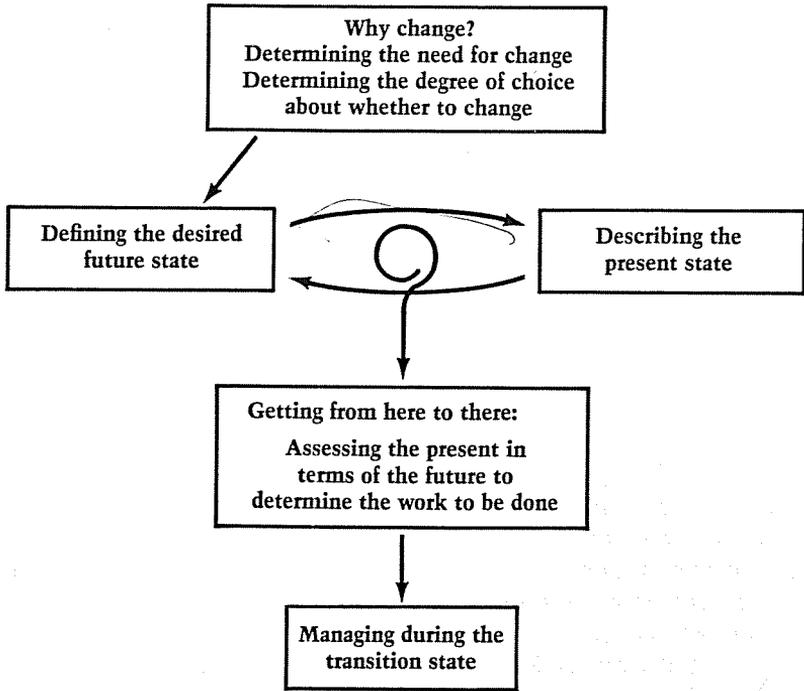 Why change?
Determining the need for change
Determining the degree of choice
about whether to change
Defining the desired
future state
Describing the
present state
Getting from here to there:
Assessing the present in
terms of the future to
determine the work to be done
Managing during the
transition state